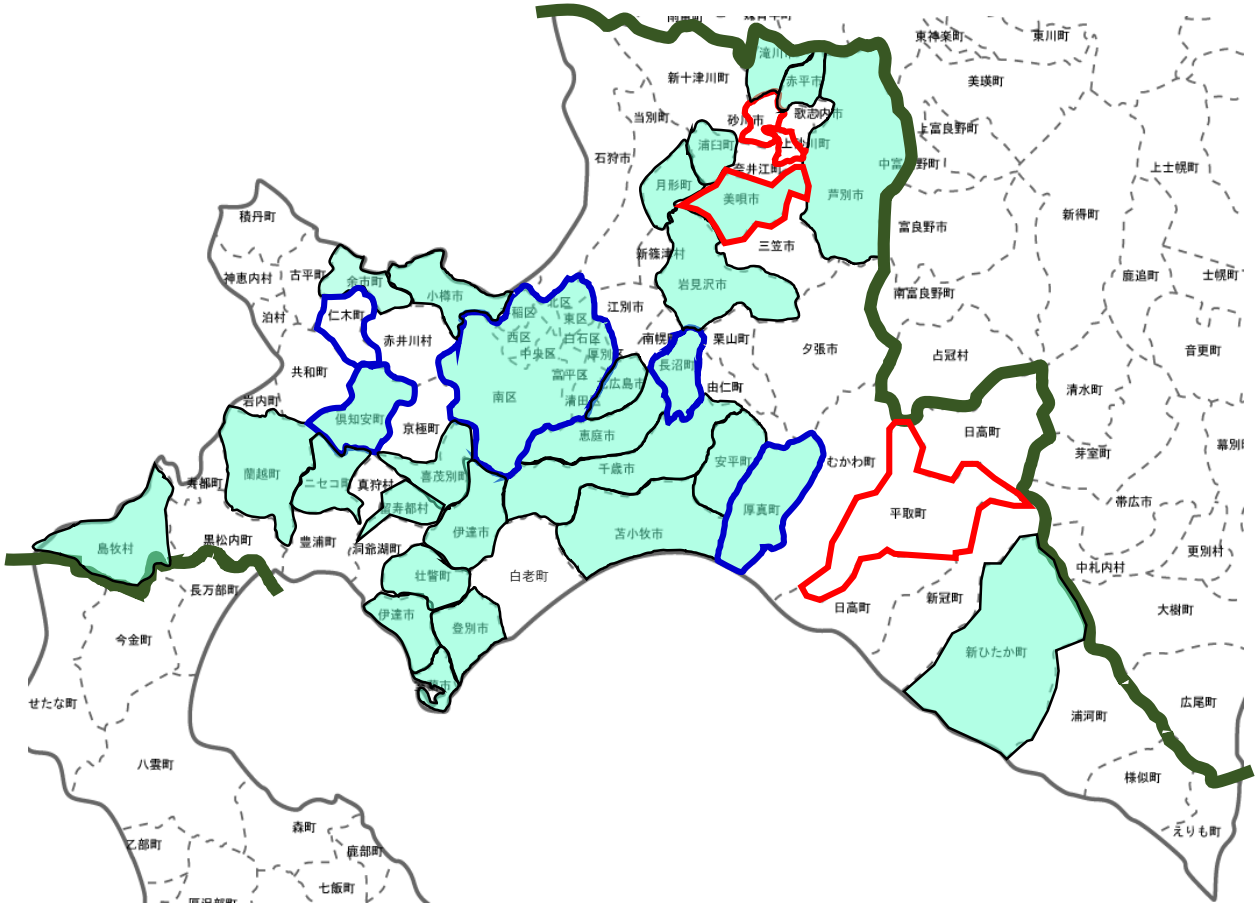 東神楽町
東川町
滝川市
新十津川町
赤平市
美瑛町
当別町
砂川市
歌志内市
上富良野町
浦臼町
上砂川町
石狩市
奈井江町
中富良野町
上士幌町
月形町
美唄市
芦別市
積丹町
新得町
富良野市
三笠市
新篠津村
古平町
神恵内村
余市町
鹿追町
士幌町
岩見沢市
小樽市
南富良野町
北区
江別市
仁木町
稲区
泊村
東区
赤井川村
西区
白石区
南幌
栗山町
夕張市
中央区
厚別区
占冠村
音更町
長沼町
共和町
富平区
北広島市
由仁町
清水町
岩内町
南区
清田区
倶知安町
京極町
日高町
恵庭市
幕別
芽室町
むかわ町
安平町
千歳市
蘭越町
喜茂別町
ニセコ町
真狩村
寿都町
帯広市
留寿都村
厚真町
平取町
伊達市
苫小牧市
黒松内町
豊浦町
洞爺湖町
島牧村
更別村
中札内村
壮瞥町
白老町
長万部町
新冠町
日高町
大樹町
伊達市
登別市
今金町
新ひたか町
市
せたな町
広尾町
浦河町
八雲町
様似町
森町
えりも町
乙部町
鹿部町
七飯町
厚沢部町